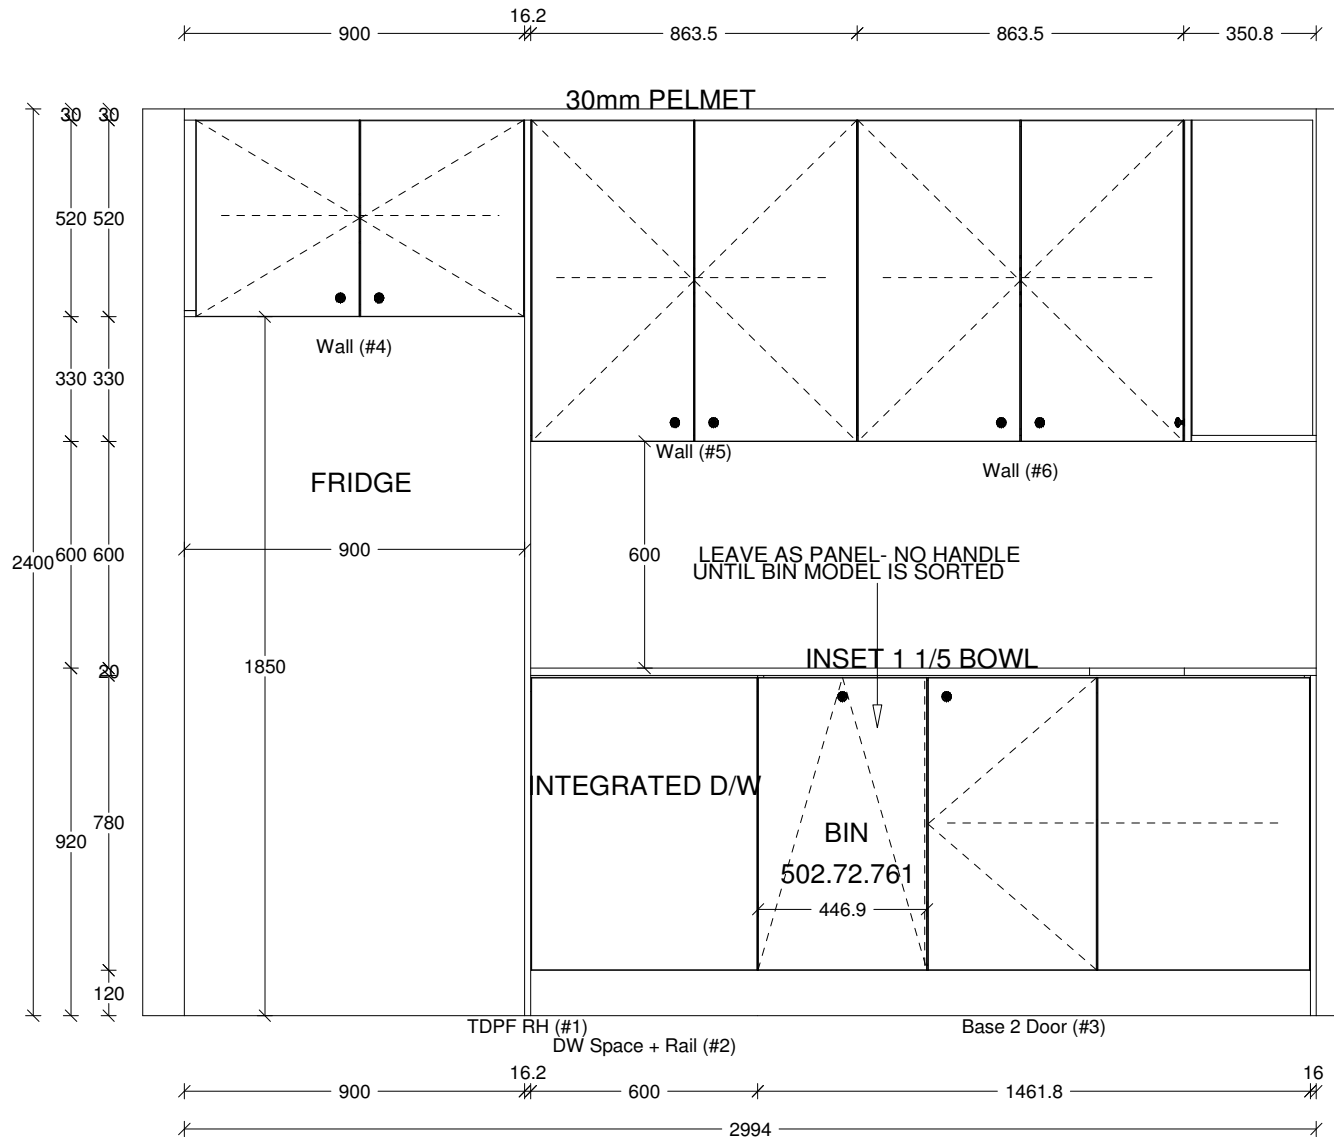 16.2
900 863.5 863.5 350.8
30mm PELMET
30 30
520 520
Wall (#4)
330 330
Wall (#5)
Wall (#6)
FRIDGE
2400 600 600 900 600
LEAVE AS PANEL- NO HANDLE
UNTIL BIN MODEL IS SORTED
1850
INSET 1 1/5 BOWL
20
INTEGRATED D/W
780
BIN
920
502.72.761
446.9
120
TDPF RH (#1)
Base 2 Door (#3)
DW Space + Rail (#2)
16.2 16
900 600 1461.8
2994